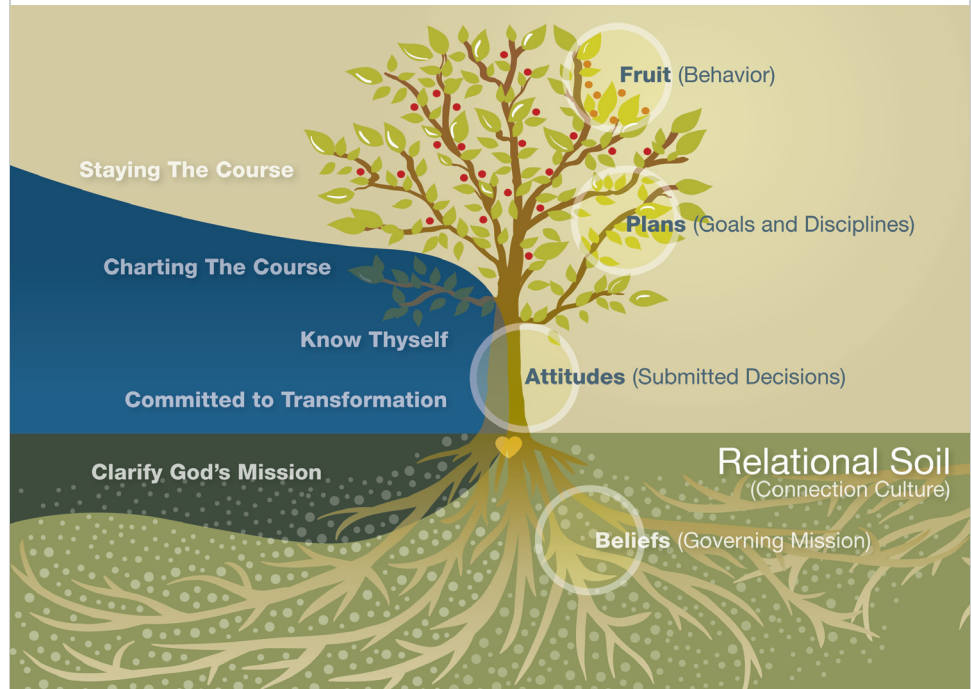 Fruit (Behavior)
Staying The Course
Plans (Goals and Disciplines)
Charting The Course
Know Thyself
Attitudes (Submitted Decisions)
Committed to Transformation
Relational Soil
(Connection Culture)
Clarify God's Mission
Beliefs (Governing Mission)